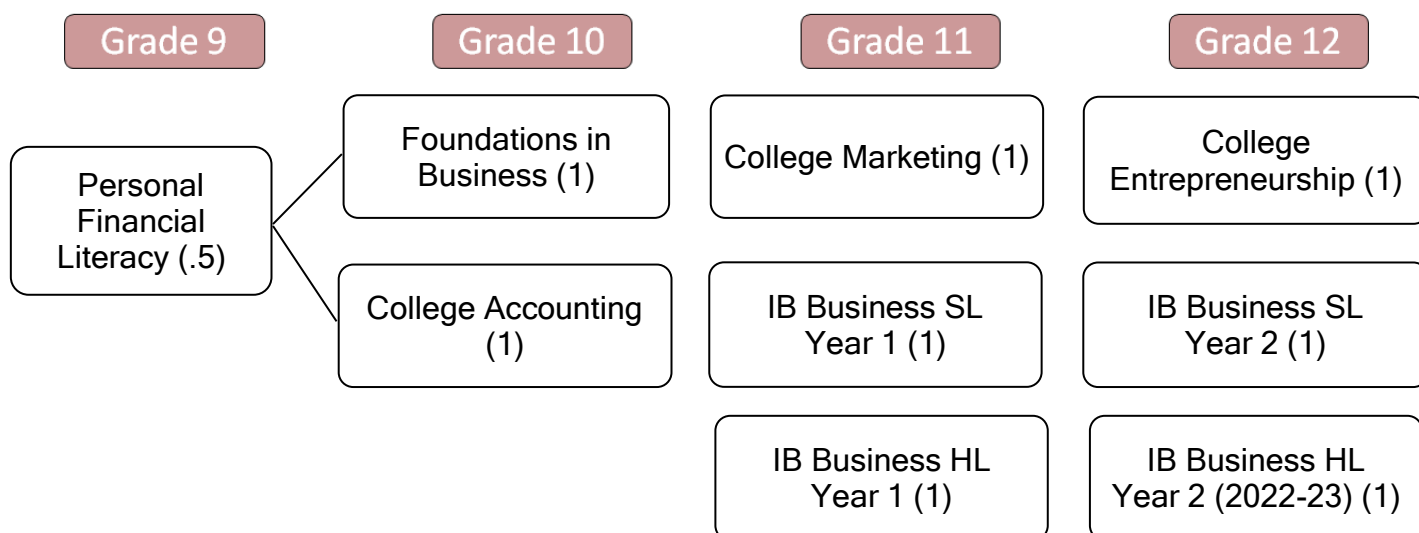 Grade 9
Grade 10
Grade 11
Grade 12
Personal
Financial
Literacy (.5)
Foundations in
Business (1)
College Accounting
(1)
College Marketing (1)
IB Business SL
Year 1 (1)
IB Business HL
Year 1 (1)
College
Entrepreneurship (1)
IB Business SL
Year 2 (1)
IB Business HL
Year 2 (2022-23) (1)